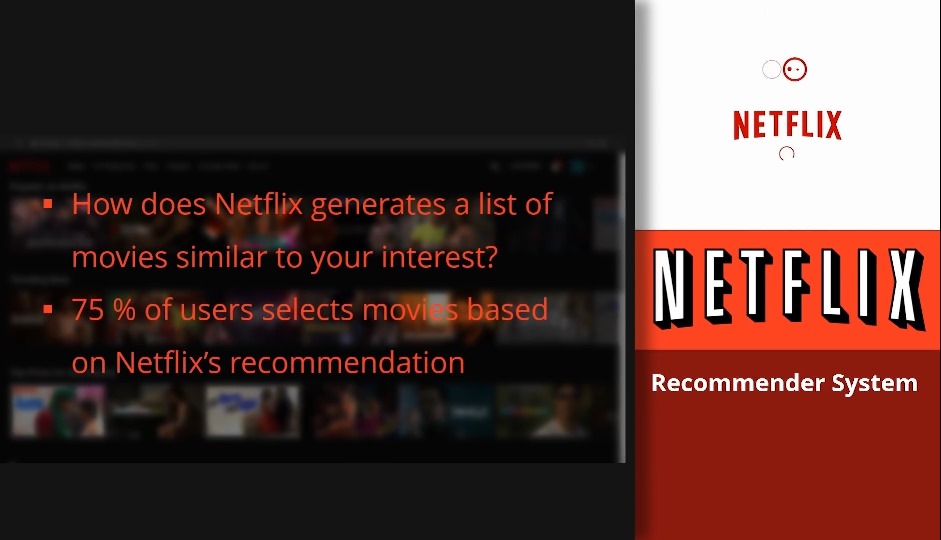 ▪ How does Netflix generates a list of
movies similar to your interest?
▪ 75 % of users selects movies based
on Netflix’s recommendation
NETFLIX
NETFLIX
Recommender System